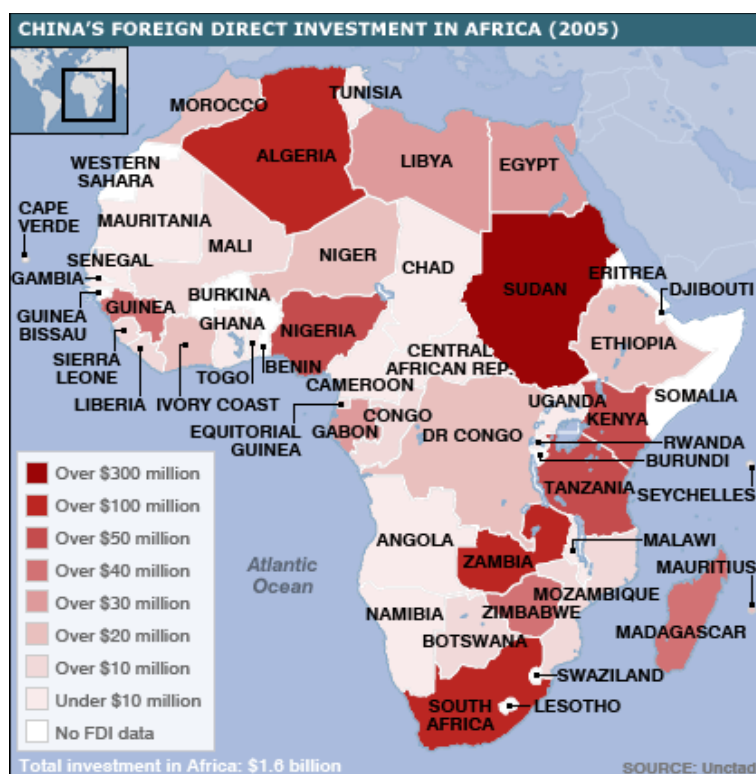 CHINA'S FOREIGN DIRECT INVESTMENT IN AFRICA (2005)
TUNISIA
MOROCCO
ALGERIA
LIBYA
EGYPT
WESTERN
SAHARA
CAPE
VERDE
MAURITANIA
MALI
NIGER
CHAD
SUDAN
ERITREA
DJIBOUTI
SENEGAL
GAMBIA
GUINEA
BISSAU
GUINEA
BURKINA
GHANA
NIGERIA
ETHIOPIA
SIERRA
LEONE
LIBERIA
IVORY COAST
TOGO
BENIN
CENTRAL
AFRICAN REP.
CAMEROON
EQUITORIAL
GUINEA
CONGO
GABON
DR CONGO
UGANDA
KENYA
SOMALIA
RWANDA
BURUNDI
TANZANIA
SEYCHELLES
Over $300 million
Over $100 million
Over $50 million
Over $40 million
Over $30 million
Over $20 million
Over $10 million
Under $10 million
No FDI data
Atlantic
Ocean
ANGOLA
ZAMBIA
MALAWI
MAURITIUS
MOZAMBIQUE
ZIMBABWE
NAMIBIA
BOTSWANA
MADAGASCAR
SWAZILAND
SOUTH
AFRICA
LESOTHO
Total investment in Africa: $1.6 billion
SOURCE: Unctad